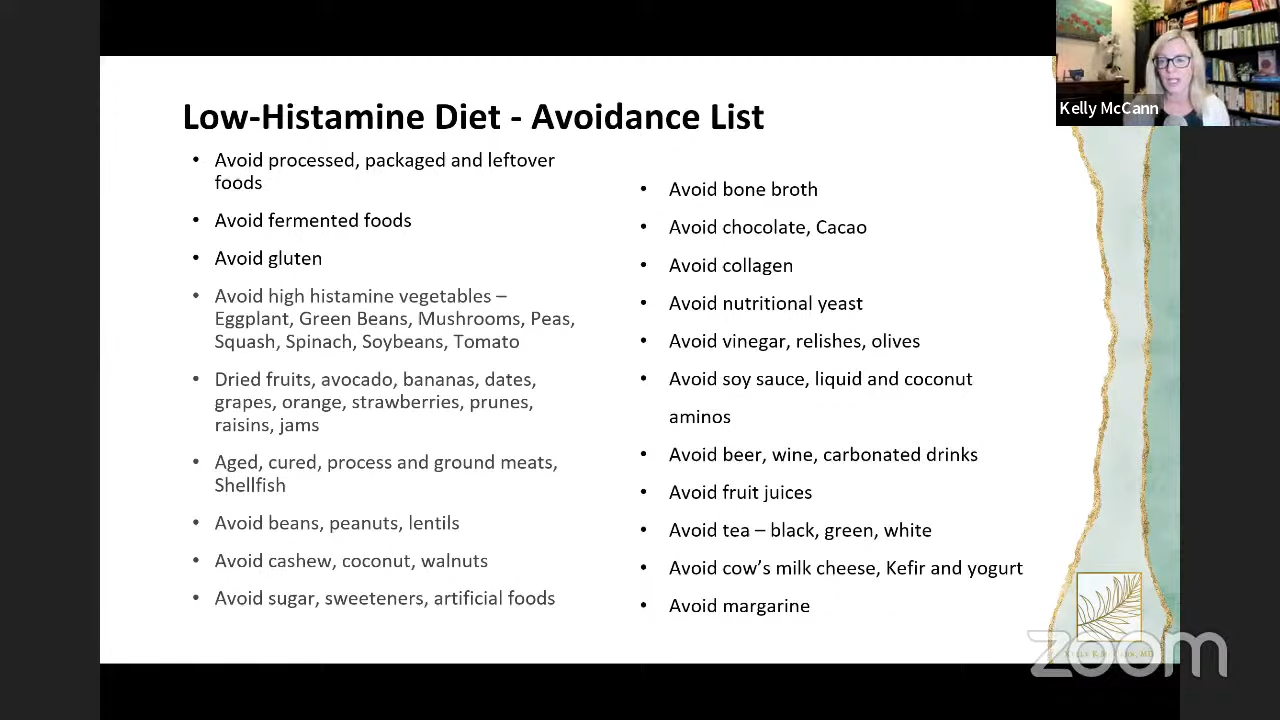 Kelly McCann
Low-Histamine Diet - Avoidance List
• Avoid processed, packaged and leftover
foods
• Avoid fermented foods
• Avoid gluten
• Avoid high histamine vegetables –
Eggplant, Green Beans, Mushrooms, Peas,
Squash, Spinach, Soybeans, Tomato
• Dried fruits, avocado, bananas, dates,
grapes, orange, strawberries, prunes,
raisins, jams
• Aged, cured, process and ground meats,
Shellfish
• Avoid beans, peanuts, lentils
• Avoid cashew, coconut, walnuts
• Avoid sugar, sweeteners, artificial foods
• Avoid bone broth
• Avoid chocolate, Cacao
• Avoid collagen
• Avoid nutritional yeast
• Avoid vinegar, relishes, olives
• Avoid soy sauce, liquid and coconut
aminos
• Avoid beer, wine, carbonated drinks
• Avoid fruit juices
• Avoid tea – black, green, white
• Avoid cow's milk cheese, Kefir and yogurt
• Avoid margarine
zoom